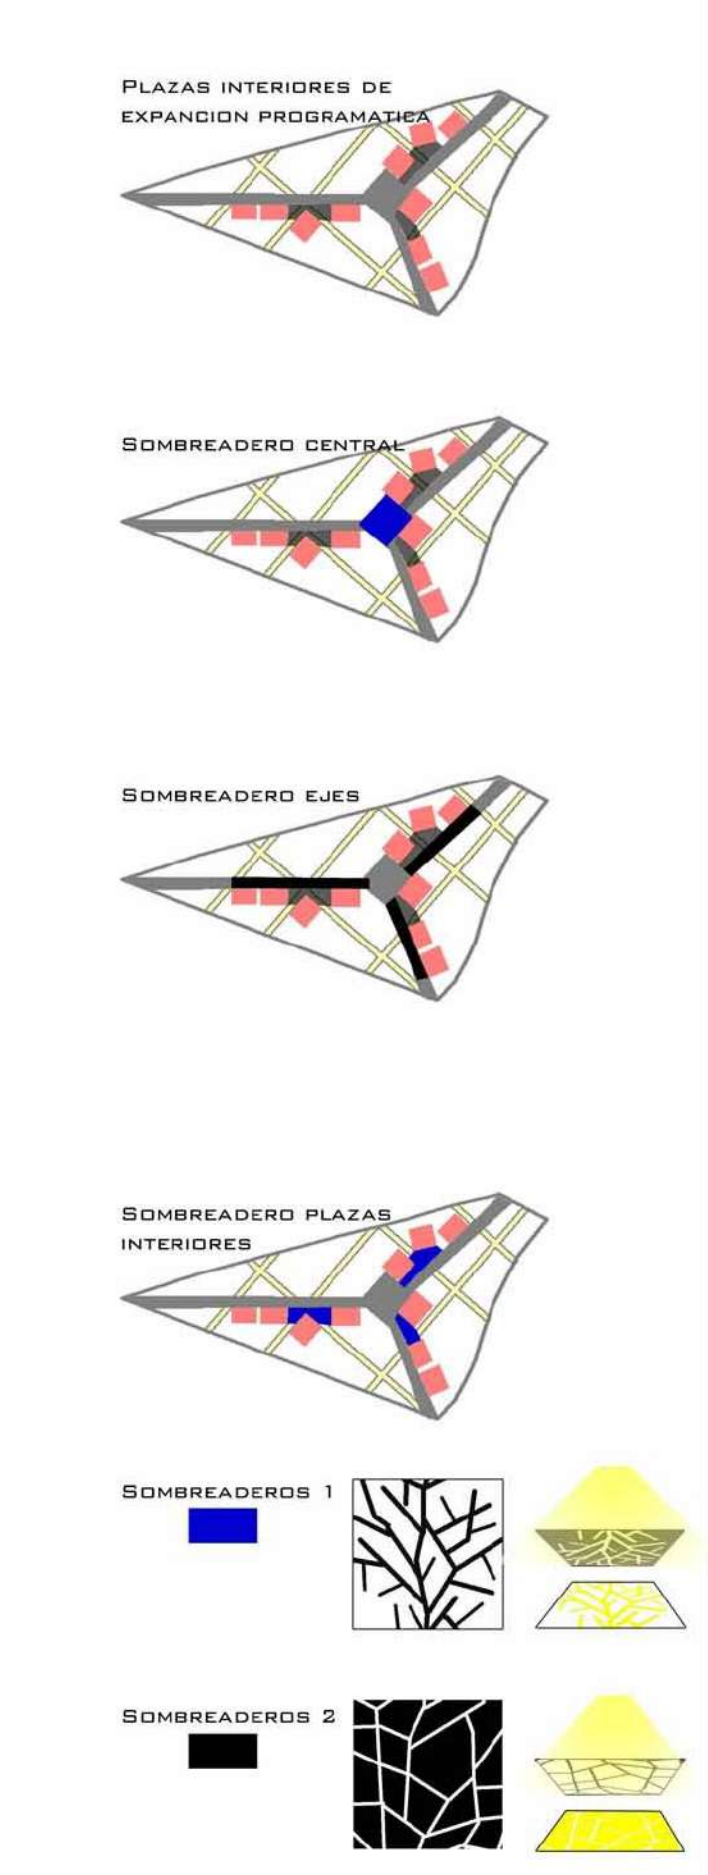 PLAZAS INTERIORES DE
EXPANCION PROGRAMATICA
SOMBREADERO CENTRAL
SOMBREADERO EJES
SOMBREADERO PLAZAS
INTERIORES
SOMBREADEROS 1
SOMBREADEROS 2